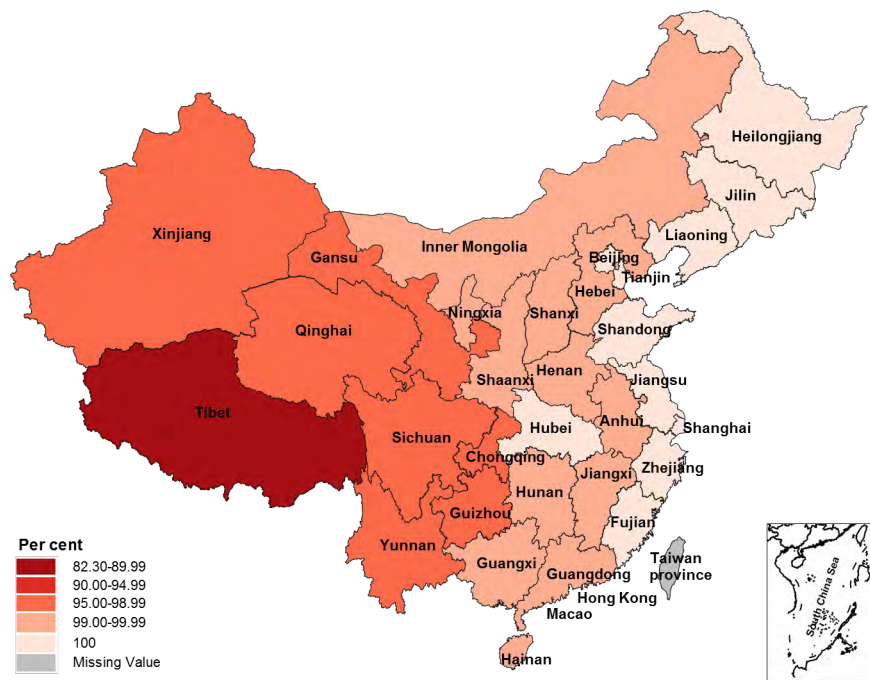 Heilongjiang
Jilin
Xinjiang
Liaoning
Inner Mongolia
Gansu
Beijing
Tianjin
Hebei
Ningxia
Shanxi
Qinghai
Shandong
Henan
Shaanxi
Jiangsu
Tibet
Anhui
Hubei
Shanghai
Sichuan
Chongqing
Zhejiang
Jiangxi
Hunan
Guizhou
Fujian
Yunnan
Guangxi
Taiwan
province
Guangdong
Hong Kong
Macao
Hainan
South China Sea
Per cent
82.30-89.99
90.00-94.99
95.00-98.99
99.00-99.99
100
Missing Value